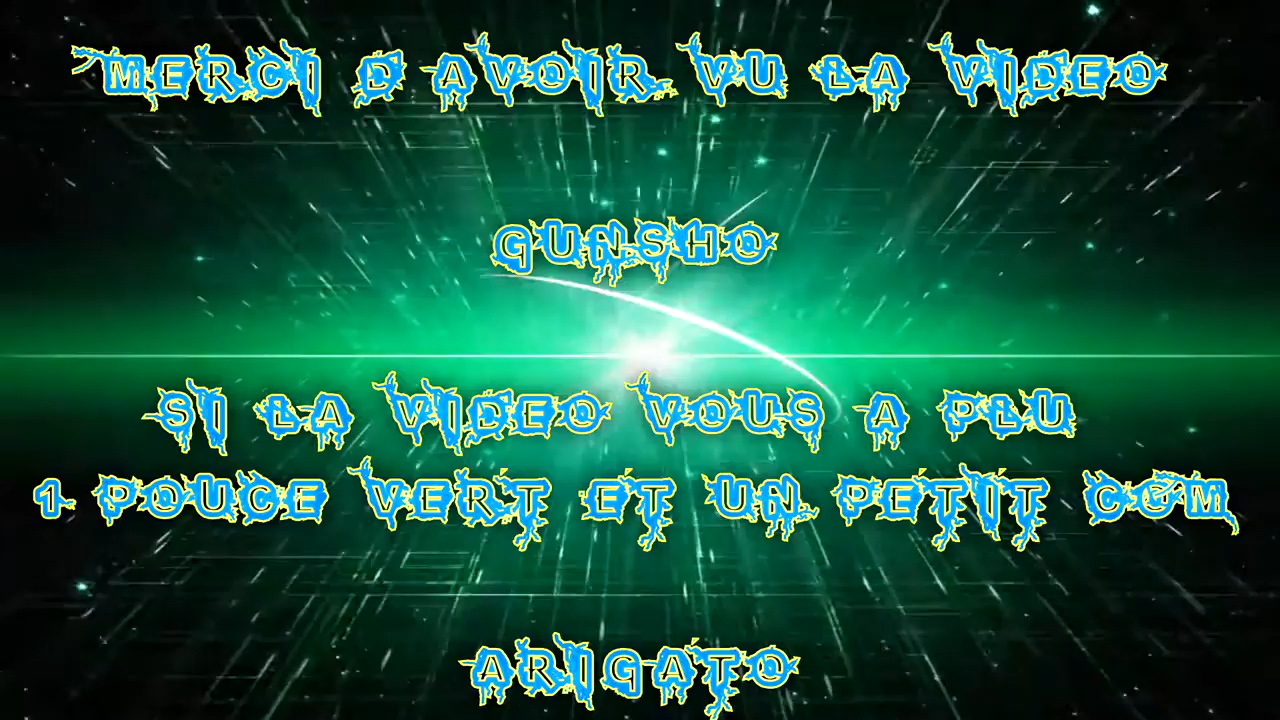 MERCI D AVOIR VU LA VIDEO
GUNSHO
SI LA VIDEO VOUS A PLU
1 POUCE VERT ET UN PETIT COM
ARIGATO